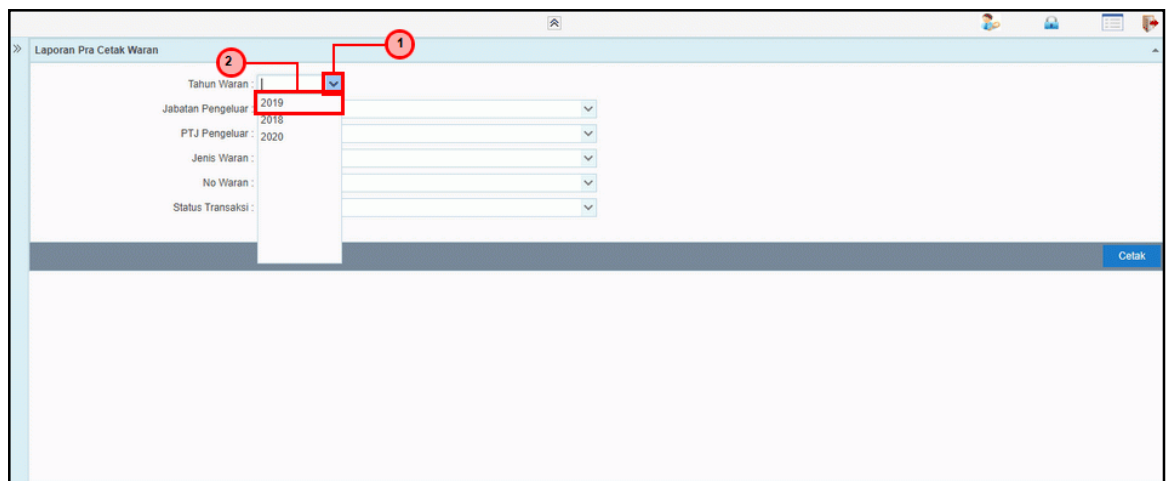 Laporan Pra Cetak Waran
1
2
Tahun Waran :
2019
2018
2020
Jabatan Pengeluar :
PTJ Pengeluar :
Jenis Waran :
No Waran :
Status Transaksi :
Cetak